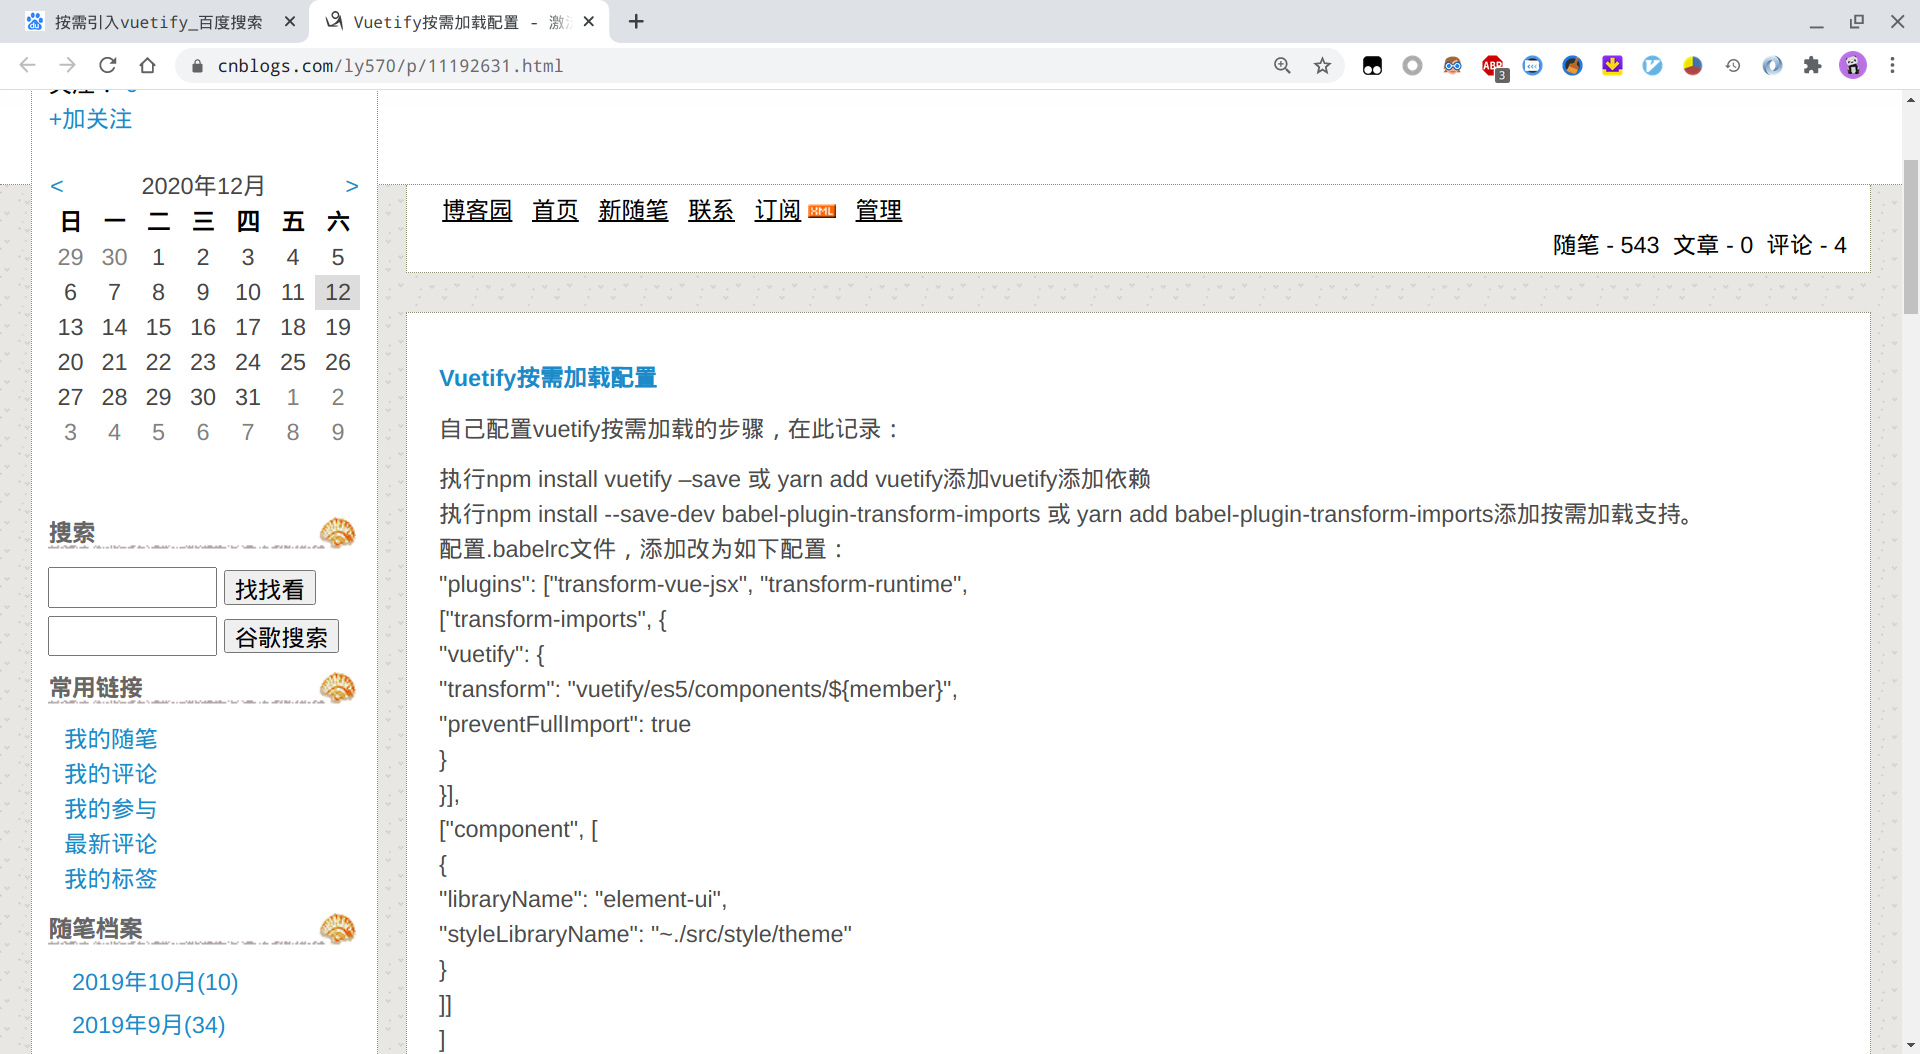 按需引入vuetify_百度搜索
Vuetify按需加载配置 - 激
cnblogs.com/ly570/p/11192631.html
ABP
3
+加关注
< 2020年12月 >
日 一 二 三 四 五 六
29 30 1 2 3 4 5
6 7 8 9 10 11 12
13 14 15 16 17 18 19
20 21 22 23 24 25 26
27 28 29 30 31 1 2
3 4 5 6 7 8 9
搜索
找找看
谷歌搜索
常用链接
我的随笔
我的评论
我的参与
最新评论
我的标签
随笔档案
2019年10月(10)
2019年9月(34)
博客园 首页 新随笔 联系 订阅 XML 管理
随笔 - 543 文章 - 0 评论 - 4
Vuetify按需加载配置
自己配置vuetify按需加载的步骤，在此记录：
执行npm install vuetify –save 或 yarn add vuetify添加vuetify添加依赖
执行npm install --save-dev babel-plugin-transform-imports 或 yarn add babel-plugin-transform-imports添加按需加载支持。
配置.babelrc文件，添加改为如下配置：
"plugins": ["transform-vue-jsx", "transform-runtime",
["transform-imports", {
"vuetify": {
"transform": "vuetify/es5/components/${member}",
"preventFullImport": true
}
}],
["component", [
{
"libraryName": "element-ui",
"styleLibraryName": "~./src/style/theme"
}
]]
]